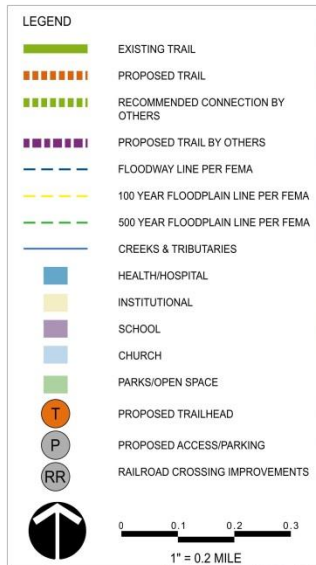 LEGEND
EXISTING TRAIL
PROPOSED TRAIL
RECOMMENDED CONNECTION BY
OTHERS
PROPOSED TRAIL BY OTHERS
FLOODWAY LINE PER FEMA
100 YEAR FLOODPLAIN LINE PER FEMA
500 YEAR FLOODPLAIN LINE PER FEMA
CREEKS & TRIBUTARIES
HEALTH/HOSPITAL
INSTITUTIONAL
SCHOOL
CHURCH
PARKS/OPEN SPACE
T PROPOSED TRAILHEAD
P PROPOSED ACCESS/PARKING
RR RAILROAD CROSSING IMPROVEMENTS
0 0.1 0.2 0.3
1" = 0.2 MILE